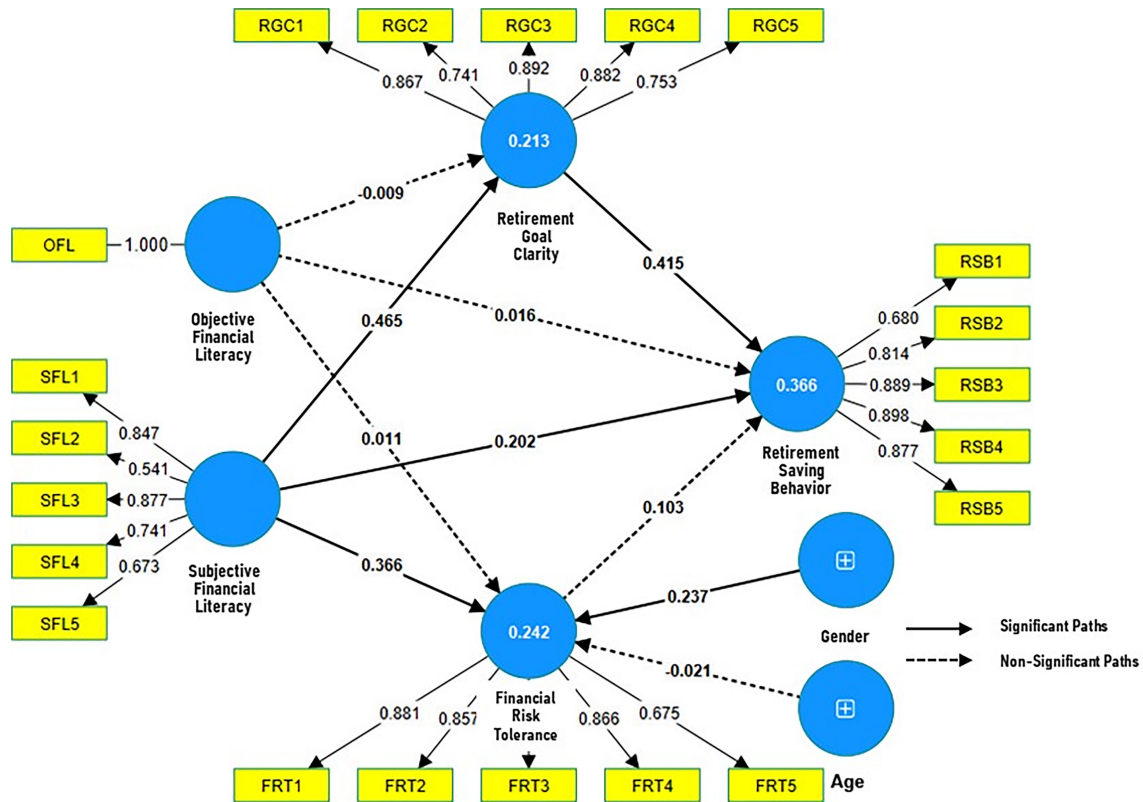 RGC1 RGC2 RGC3 RGC4 RGC5
0.867 0.741 0.892 0.882 0.753
0.213
Retirement
Goal
Clarity
-0.009
OFL 1.000
Objective
Financial
Literacy
0.465
0.016
0.415
0.011
SFL1
SFL2
SFL3
SFL4
SFL5
0.847
0.541
0.877
0.741
0.673
Subjective
Financial
Literacy
0.202
0.366
0.366
Retirement
Saving
Behavior
RSB1
RSB2
RSB3
RSB4
RSB5
0.680
0.814
0.889
0.898
0.877
0.103
0.242
Financial
Risk
Tolerance
0.237
Gender
-0.021
Age
Significant Paths
Non-Significant Paths
0.881 0.857 0.866 0.675
FRT1 FRT2 FRT3 FRT4 FRT5